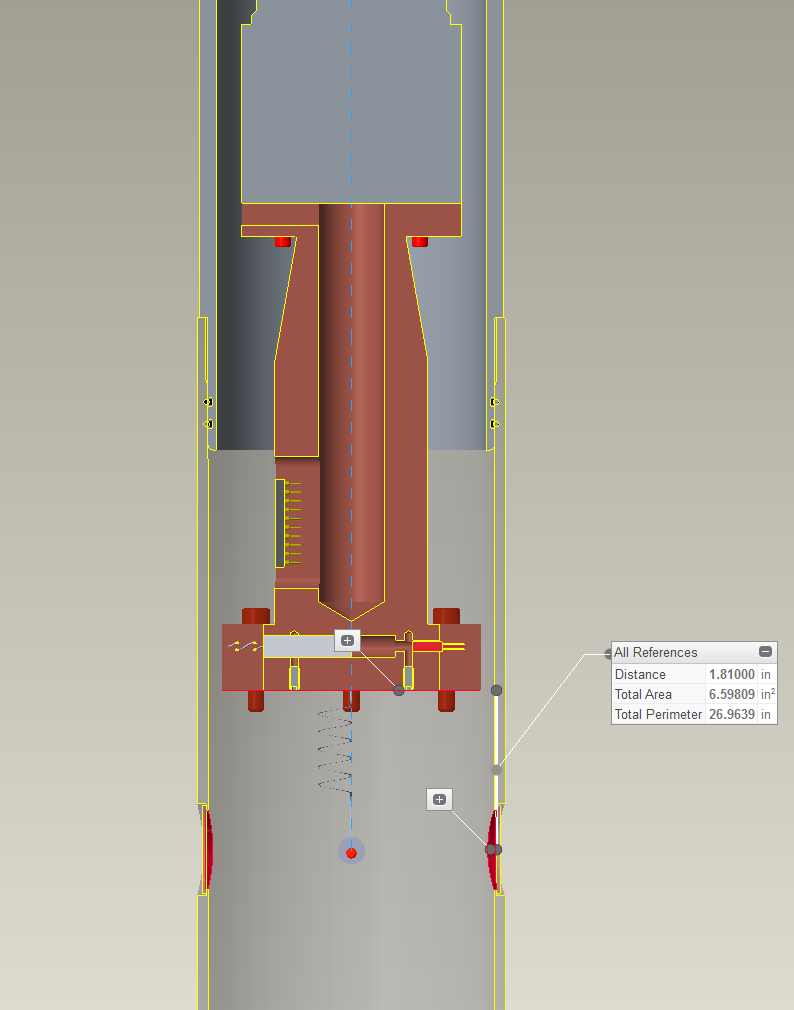 All References
Distance 1.81000 in
Total Area 6.59809 in²
Total Perimeter 26.9639 in